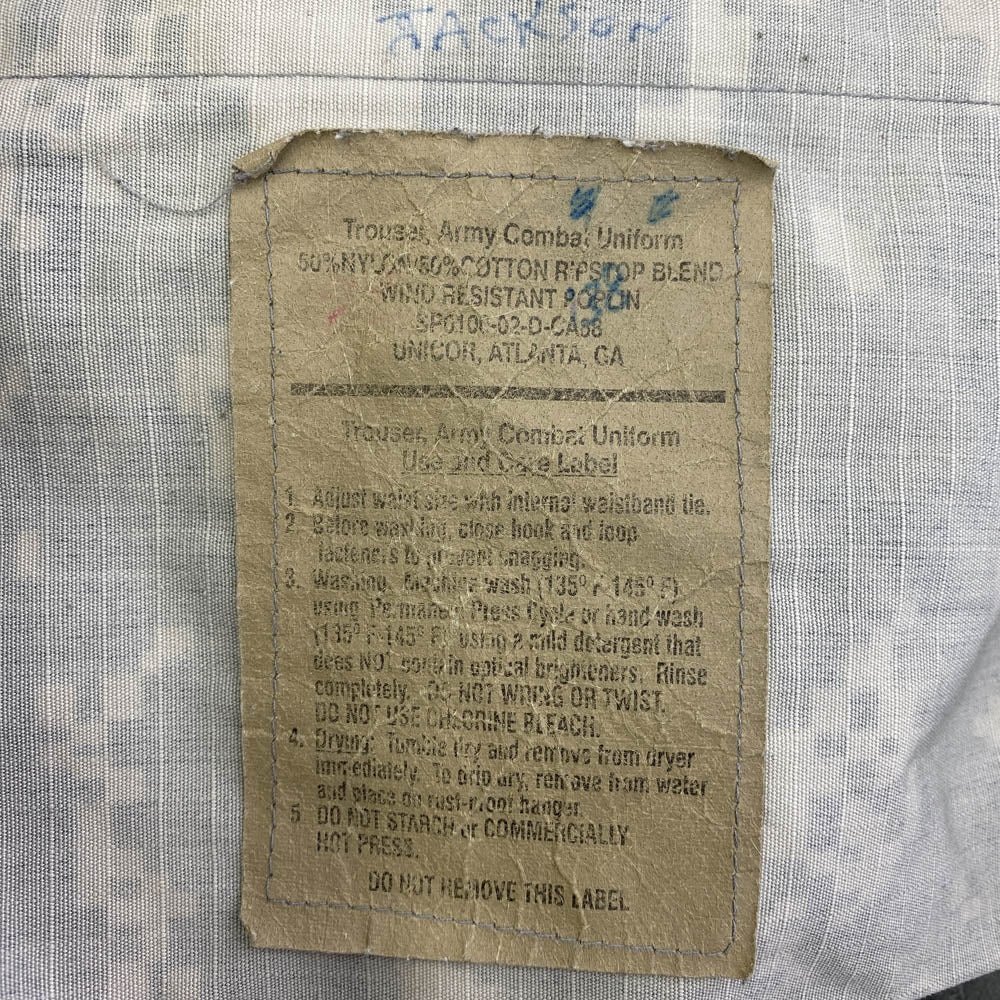 JACKSON
Trouser, Army Combat Uniform
50%NYLON/50%COTTON RIPSTOP BLEND
WIND RESISTANT POPLIN
UNICOR, ATLANTA, GA
Trouser, Army Combat Uniform
Use and Care Label
1. Adjust waist size with internal waistband tie.
2. Before washing, close hook and loop
fasteners to prevent snagging.
3. Washing. Machine wash (135° F-145° F)
using Permanent Press Cycle or hand wash
(135° F-145° F) using a mild detergent that
does NOT contain optical brighteners. Rinse
completely. DO NOT WRING OR TWIST.
DO NOT USE CHLORINE BLEACH.
4. Drying: Tumble dry and remove from dryer
immediately. To drip dry, remove from water
and place on rust-proof hanger.
5 DO NOT STARCH or COMMERCIALLY
HOT PRESS.
DO NOT REMOVE THIS LABEL